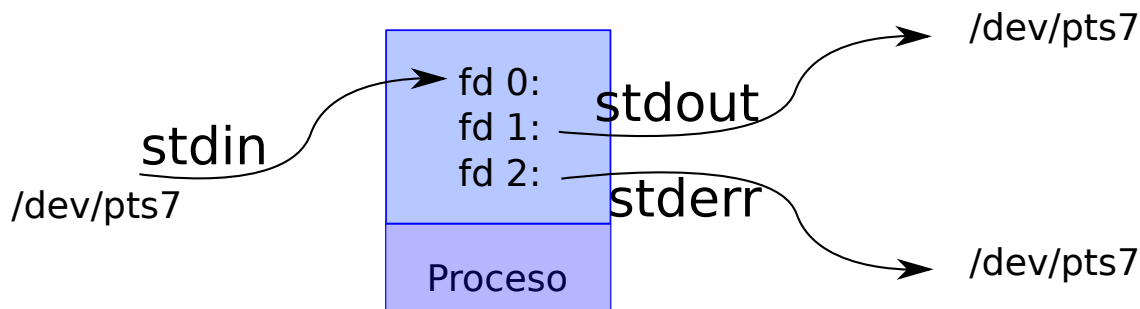 /dev/pts7
fd 0:
stdout
fd 1:
stdin
fd 2:
stderr
/dev/pts7
/dev/pts7
Proceso